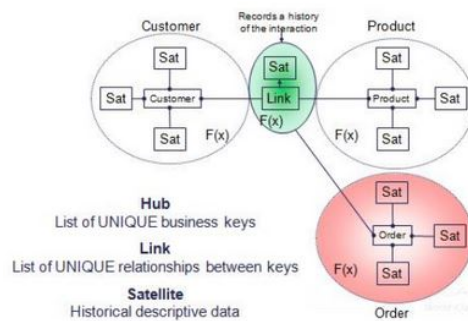 Customer
Records a history
of the interaction
Product
Sat
Sat
Sat
Sat
Customer
Link
Product
Sat
Sat
Sat
F(x)
F(x)
F(x)
Hub
List of UNIQUE business keys
Link
List of UNIQUE relationships between keys
Satellite
Historical descriptive data
Sat
Order
Sat
F(x)
Sat
Order